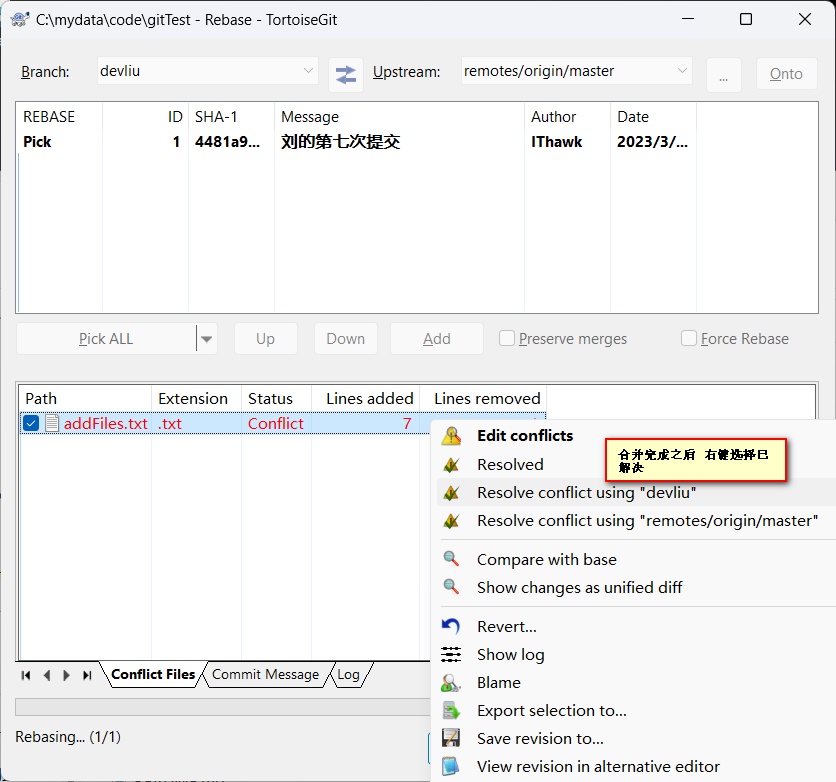 C:\mydata\code\gitTest - Rebase - TortoiseGit
Branch: devliu Upstream: remotes/origin/master ... Onto
REBASE ID SHA-1 Message Author Date
Pick 1 4481a9... 刘的第七次提交 IThawk 2023/3/...
Pick ALL Up Down Add Preserve merges Force Rebase
Path Extension Status Lines added Lines removed
addFiles.txt .txt Conflict 7
Edit conflicts
合并完成之后 右键选择已
解决
Resolved
Resolve conflict using "devliu"
Resolve conflict using "remotes/origin/master"
Compare with base
Show changes as unified diff
Revert...
Show log
Blame
Export selection to...
Save revision to...
View revision in alternative editor
Conflict Files Commit Message Log
Rebasing... (1/1)